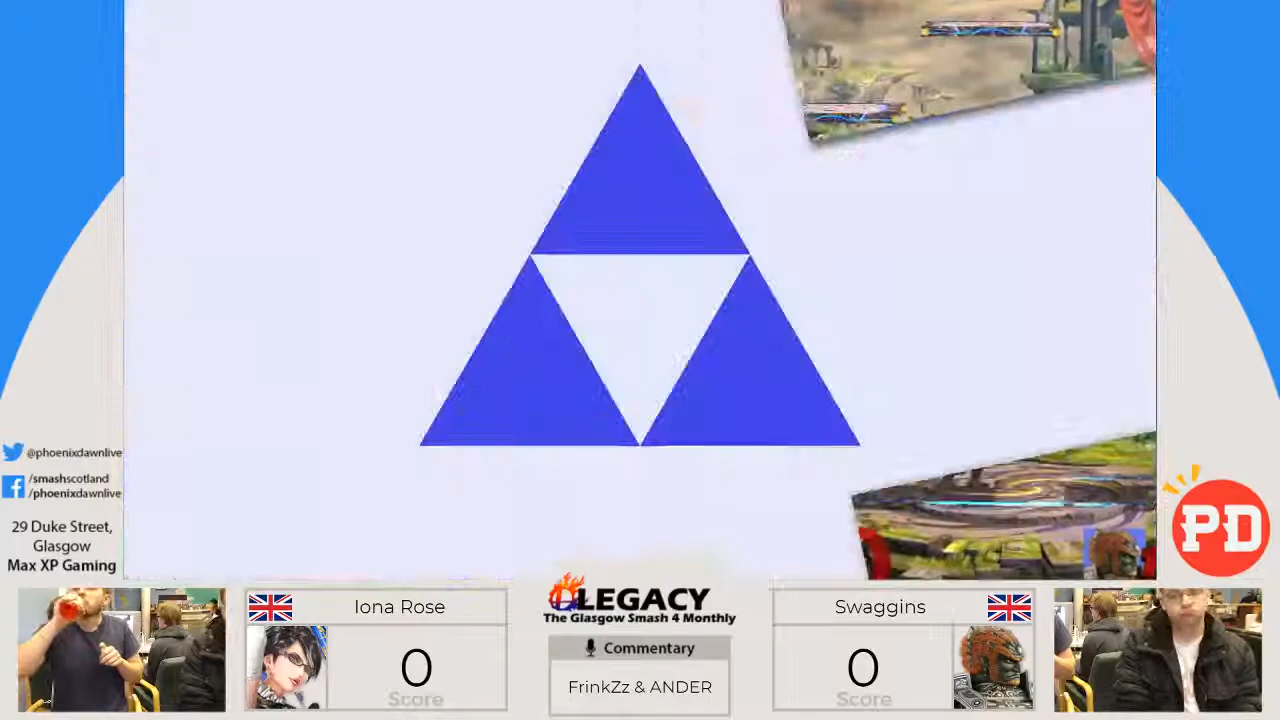 @phoenixdawnlive
/smashscotland
/phoenixdawnlive
29 Duke Street,
Glasgow
Max XP Gaming
PD
Iona Rose
0
Score
LEGACY
The Glasgow Smash 4 Monthly
Commentary
FrinkZz & ANDER
Swaggins
0
Score